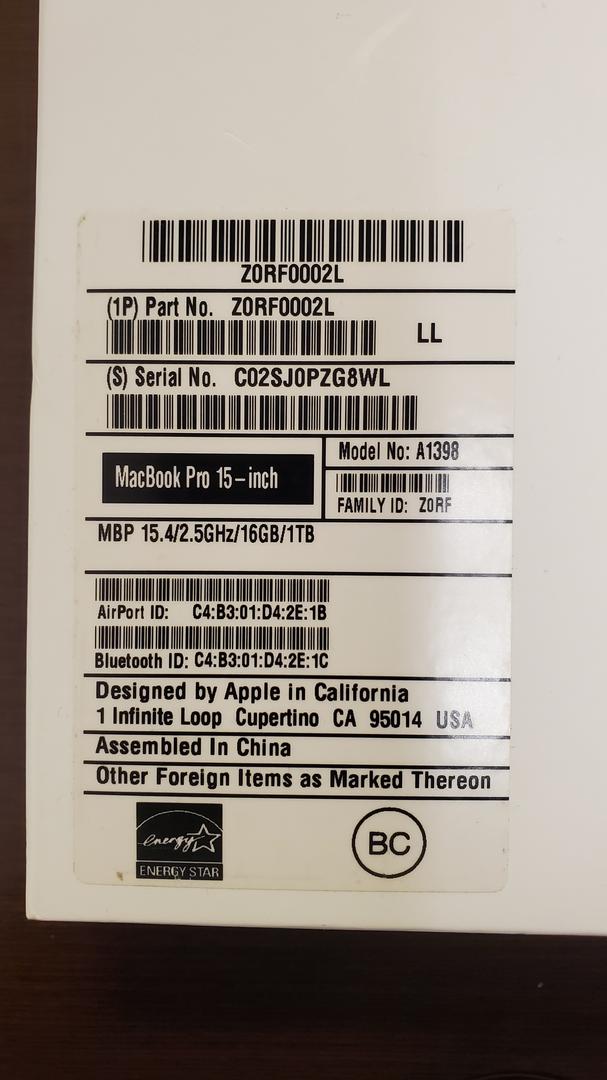 Z0RF0002L
(1P) Part No. Z0RF0002L
LL
(S) Serial No. C02SJ0PZG8WL
MacBook Pro 15-inch
Model No: A1398
FAMILY ID: Z0RF
MBP 15.4/2.5GHz/16GB/1TB
AirPort ID: C4:B3:01:D4:2E:1B
Bluetooth ID: C4:B3:01:D4:2E:1C
Designed by Apple in California
1 Infinite Loop Cupertino CA 95014 USA
Assembled In China
Other Foreign Items as Marked Thereon
energy
ENERGY STAR
BC